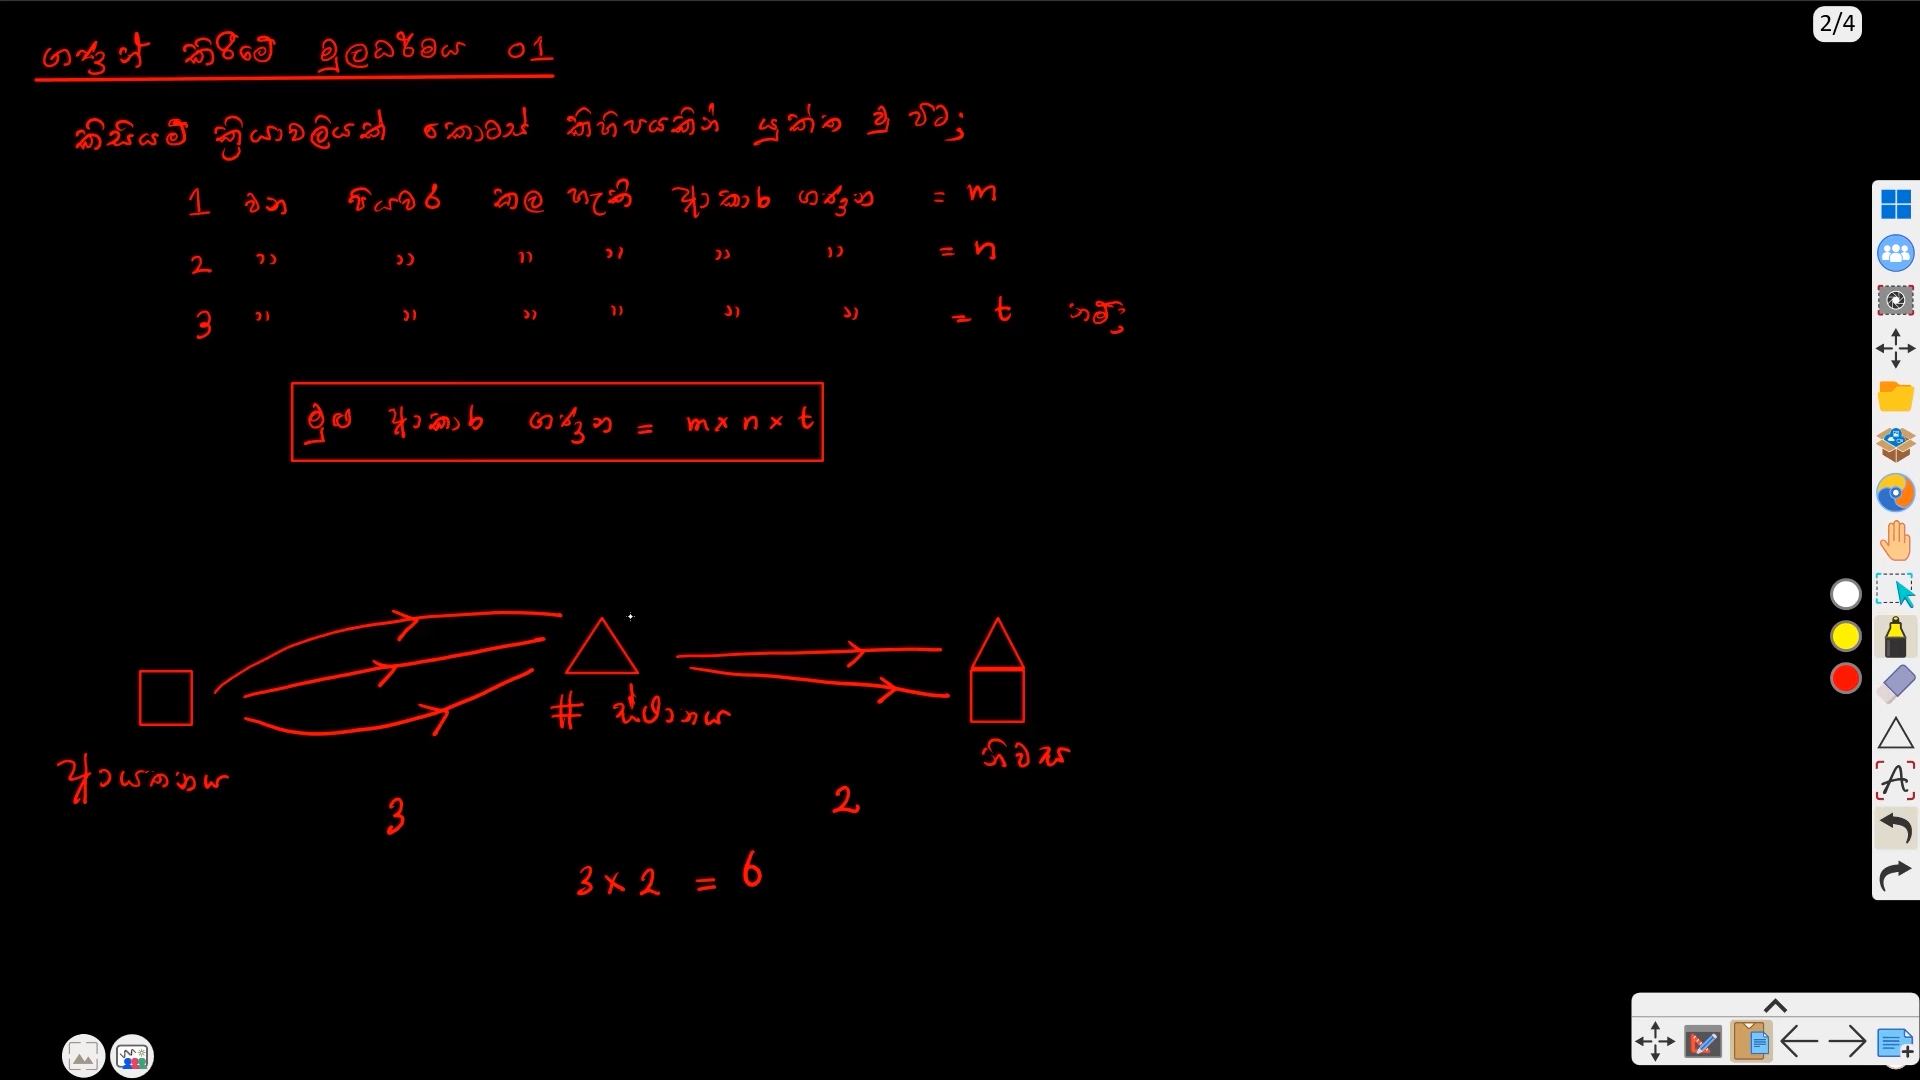 2/4
ගණන් කිරීමේ මූලධර්මය 01
කිසියම් ක්‍රියාවලියක් කොටස් කිහිපයකින් යුක්ත වූ විට;
1 වන පියවර කල හැකි ආකාර ගණන = m
2 " " " " " " = n
3 " " " " " " = t නම්;
මුළු ආකාර ගණන = m × n × t
# ස්ථානය
නිවස
ආයතනය
3
2
3 × 2 = 6